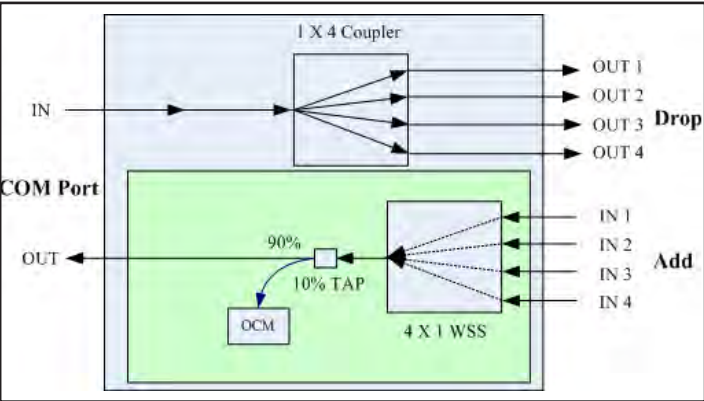 1 X 4 Coupler
IN
OUT 1
OUT 2
OUT 3
OUT 4
Drop
COM Port
OUT
90%
10% TAP
OCM
4 X 1 WSS
IN 1
IN 2
IN 3
IN 4
Add